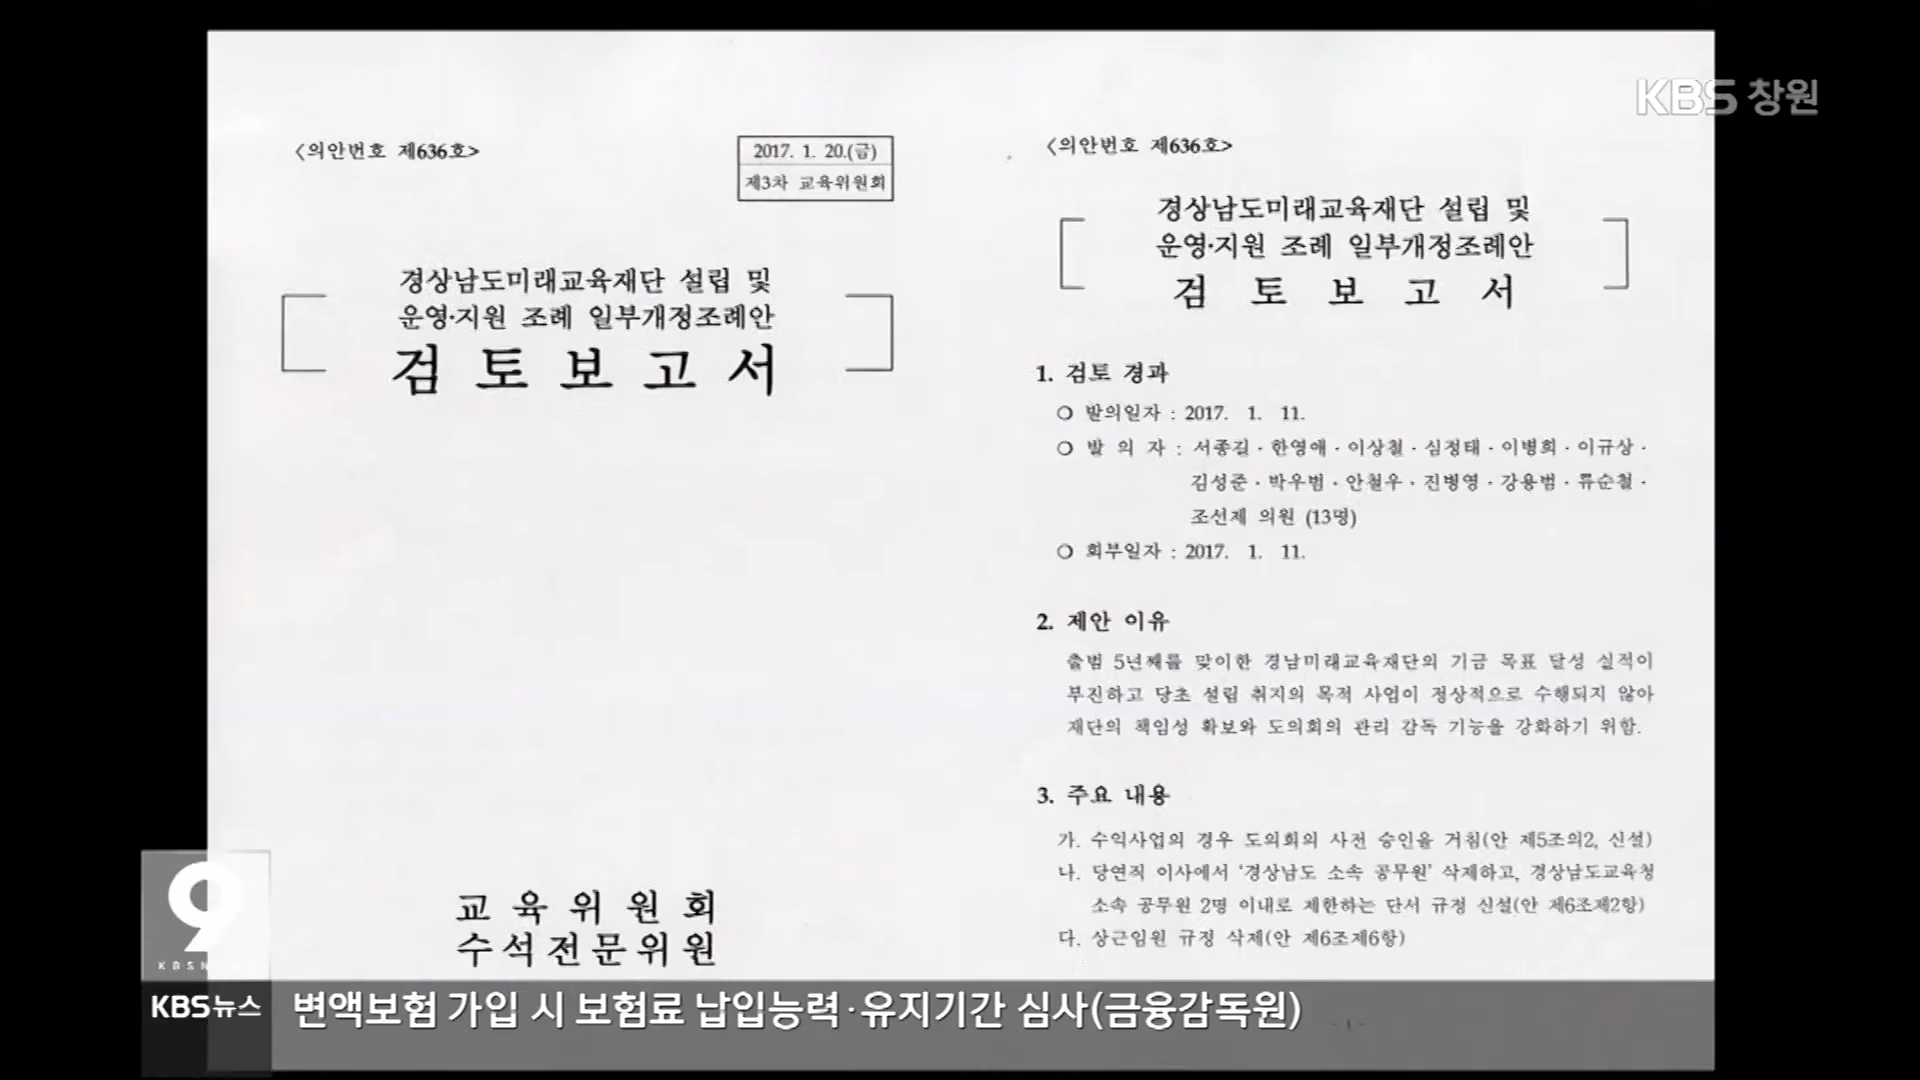 KBS 창원
<의안번호 제636호>
2017. 1. 20.(금)
제3차 교육위원회
경상남도미래교육재단 설립 및
운영·지원 조례 일부개정조례안
검 토 보 고 서
교 육 위 원 회
수석전문위원
<의안번호 제636호>
경상남도미래교육재단 설립 및
운영·지원 조례 일부개정조례안
검 토 보 고 서
1. 검토 경과
❍ 발의일자 : 2017. 1. 11.
❍ 발 의 자 : 서종길·한영애·이상철·심정태·이병희·이규상·
김성준·박우범·안철우·진병영·강용범·류순철·
조선제 의원 (13명)
❍ 회부일자 : 2017. 1. 11.
2. 제안 이유
출범 5년째를 맞이한 경남미래교육재단의 기금 목표 달성 실적이
부진하고 당초 설립 취지의 목적 사업이 정상적으로 수행되지 않아
재단의 책임성 확보와 도의회의 관리 감독 기능을 강화하기 위함.
3. 주요 내용
가. 수익사업의 경우 도의회의 사전 승인을 거침(안 제5조의2, 신설)
나. 당연직 이사에서 '경상남도 소속 공무원' 삭제하고, 경상남도교육청
소속 공무원 2명 이내로 제한하는 단서 규정 신설(안 제6조제2항)
다. 상근임원 규정 삭제(안 제6조제6항)
- 1 -
9
KBS뉴스 변액보험 가입 시 보험료 납입능력·유지기간 심사(금융감독원)